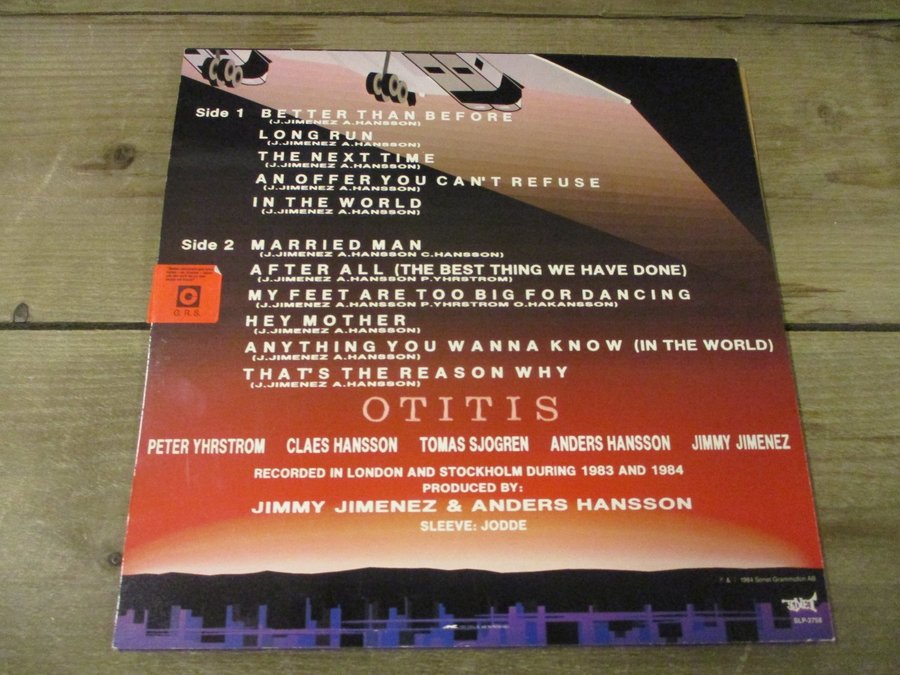 Side 1 BETTER THAN BEFORE
(J.JIMENEZ A.HANSSON)
LONG RUN
(J.JIMENEZ A.HANSSON)
THE NEXT TIME
(J.JIMENEZ A.HANSSON)
AN OFFER YOU CAN'T REFUSE
(J.JIMENEZ A.HANSSON)
IN THE WORLD
(J.JIMENEZ A.HANSSON)
Side 2 MARRIED MAN
(J.JIMENEZ A.HANSSON C.HANSSON)
AFTER ALL (THE BEST THING WE HAVE DONE)
(J.JIMENEZ A.HANSSON P.YHRSTROM)
MY FEET ARE TOO BIG FOR DANCING
(J.JIMENEZ A.HANSSON P.YHRSTROM O.HAKANSSON)
HEY MOTHER
(J.JIMENEZ A.HANSSON)
ANYTHING YOU WANNA KNOW (IN THE WORLD)
(J.JIMENEZ A.HANSSON)
THAT'S THE REASON WHY
(J.JIMENEZ A.HANSSON)
G.R.S.
OTITIS
PETER YHRSTROM CLAES HANSSON TOMAS SJOGREN ANDERS HANSSON JIMMY JIMENEZ
RECORDED IN LONDON AND STOCKHOLM DURING 1983 AND 1984
PRODUCED BY:
JIMMY JIMENEZ & ANDERS HANSSON
SLEEVE: JODDE
1984 Sonet Grammofon AB
SONET
SLP-2758